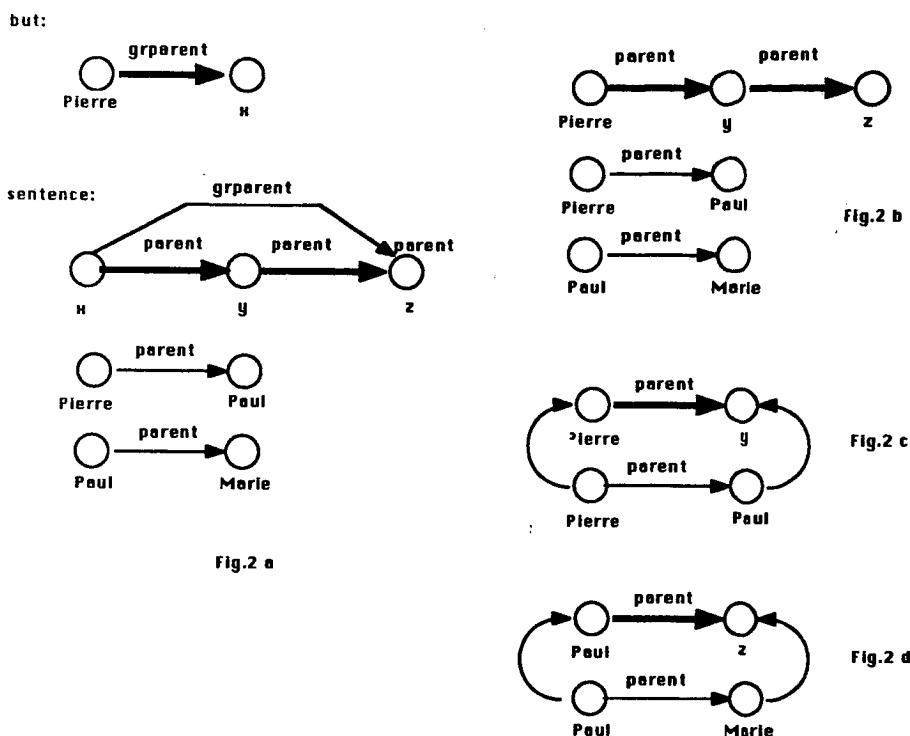 but:
grparent
Pierre
x
sentence:
grparent
parent parent parent
x y z
parent
Pierre Paul
parent
Paul Marie
Fig.2 a
parent parent
Pierre y z
parent
Pierre Paul
Fig.2 b
parent
Paul Marie
parent
Pierre y
Fig.2 c
parent
Pierre Paul
parent
Paul z
Fig.2 d
parent
Paul Marie